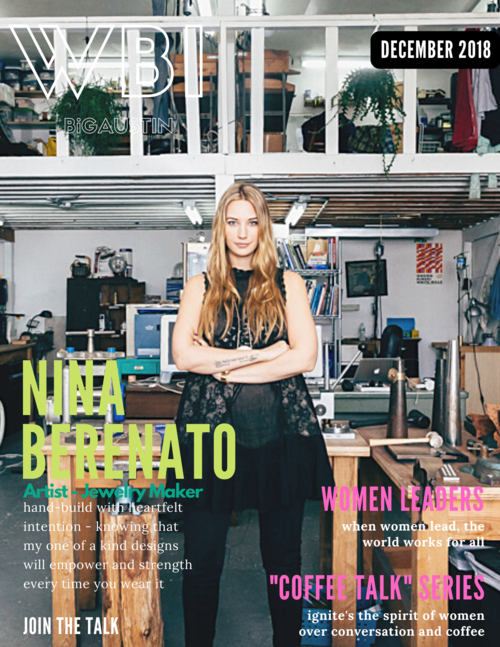 WBI
BiGAUSTIN
DECEMBER 2018
NINA
BERENATO
Artist - Jewelry Maker
hand-build with heartfelt
intention - knowing that
my one of a kind designs
will empower and strength
every time you wear it
JOIN THE TALK
WOMEN LEADERS
when women lead, the
world works for all
"COFFEE TALK" SERIES
ignite's the spirit of women
over conversation and coffee